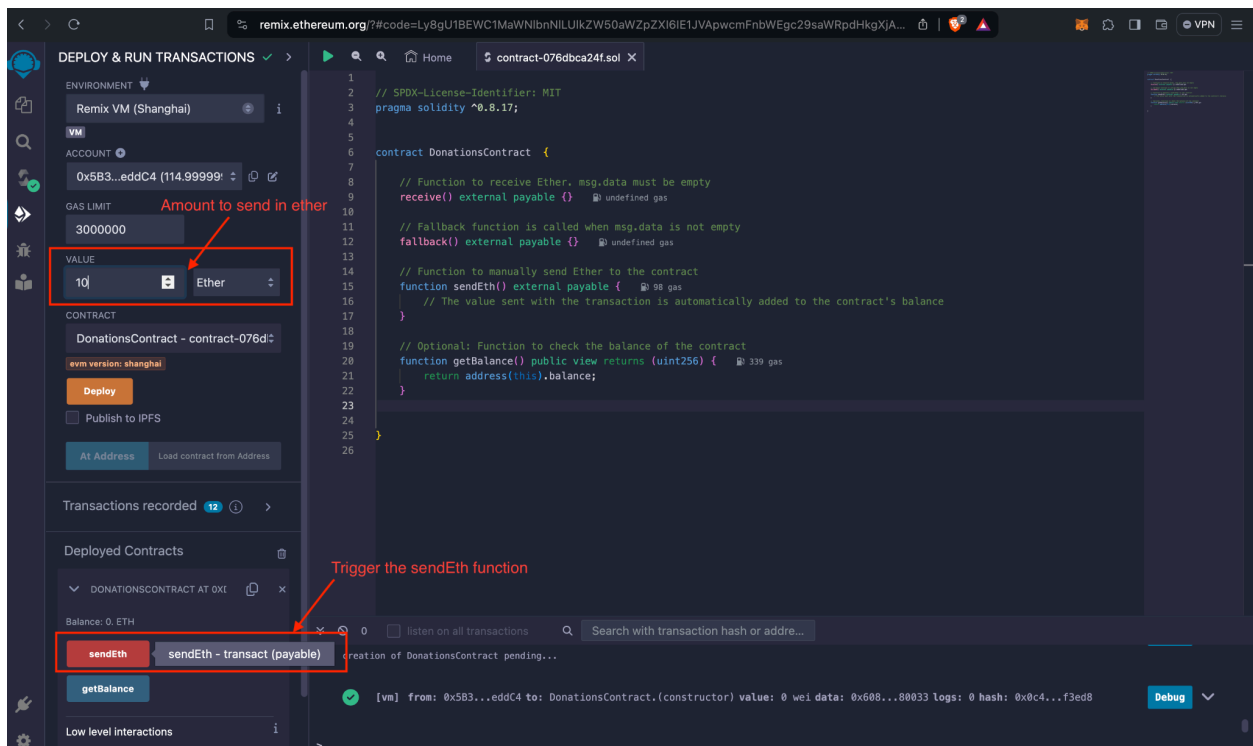 remix.ethereum.org/?#code=Ly8gU1BEWC1MaWNlbnNlLUlkZW50aWZpZXI6IE1JVApwcmFnbWEgc29saWRpdHkgXjA...
VPN
DEPLOY & RUN TRANSACTIONS
ENVIRONMENT
Remix VM (Shanghai)
VM
ACCOUNT
0x5B3...eddC4 (114.99999
GAS LIMIT
Amount to send in ether
3000000
VALUE
10
Ether
CONTRACT
DonationsContract - contract-076d
evm version: shanghai
Deploy
Publish to IPFS
At Address
Load contract from Address
Transactions recorded 12
Deployed Contracts
DONATIONSCONTRACT AT 0XD
Balance: 0. ETH
sendEth
sendEth - transact (payable)
getBalance
Low level interactions
Trigger the sendEth function
Home
contract-076dbca24f.sol
1
2 // SPDX-License-Identifier: MIT
3 pragma solidity ^0.8.17;
4
5
6 contract DonationsContract {
7
8 // Function to receive Ether. msg.data must be empty
9 receive() external payable {} undefined gas
10
11 // Fallback function is called when msg.data is not empty
12 fallback() external payable {} undefined gas
13
14 // Function to manually send Ether to the contract
15 function sendEth() external payable { 98 gas
16 // The value sent with the transaction is automatically added to the contract's balance
17 }
18
19 // Optional: Function to check the balance of the contract
20 function getBalance() public view returns (uint256) { 339 gas
21 return address(this).balance;
22 }
23
24
25 }
26
0
listen on all transactions
Search with transaction hash or addre...
creation of DonationsContract pending...
[vm] from: 0x5B3...eddC4 to: DonationsContract.(constructor) value: 0 wei data: 0x608...80033 logs: 0 hash: 0x0c4...f3ed8
Debug
>